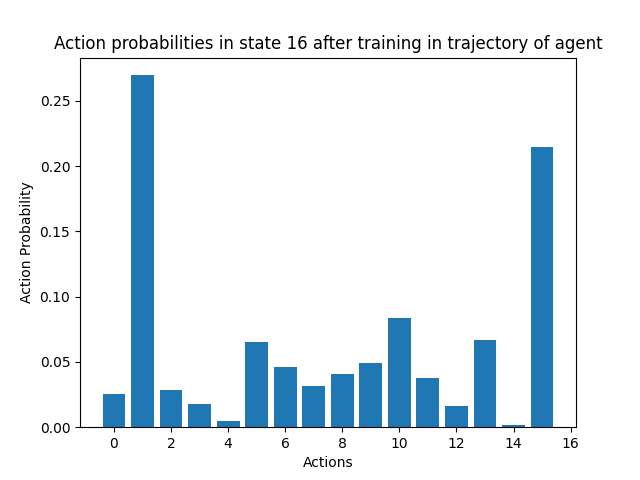 Action probabilities in state 16 after training in trajectory of agent
0.25
0.20
0.15
0.10
0.05
0.00
Action Probability
0 2 4 6 8 10 12 14 16
Actions